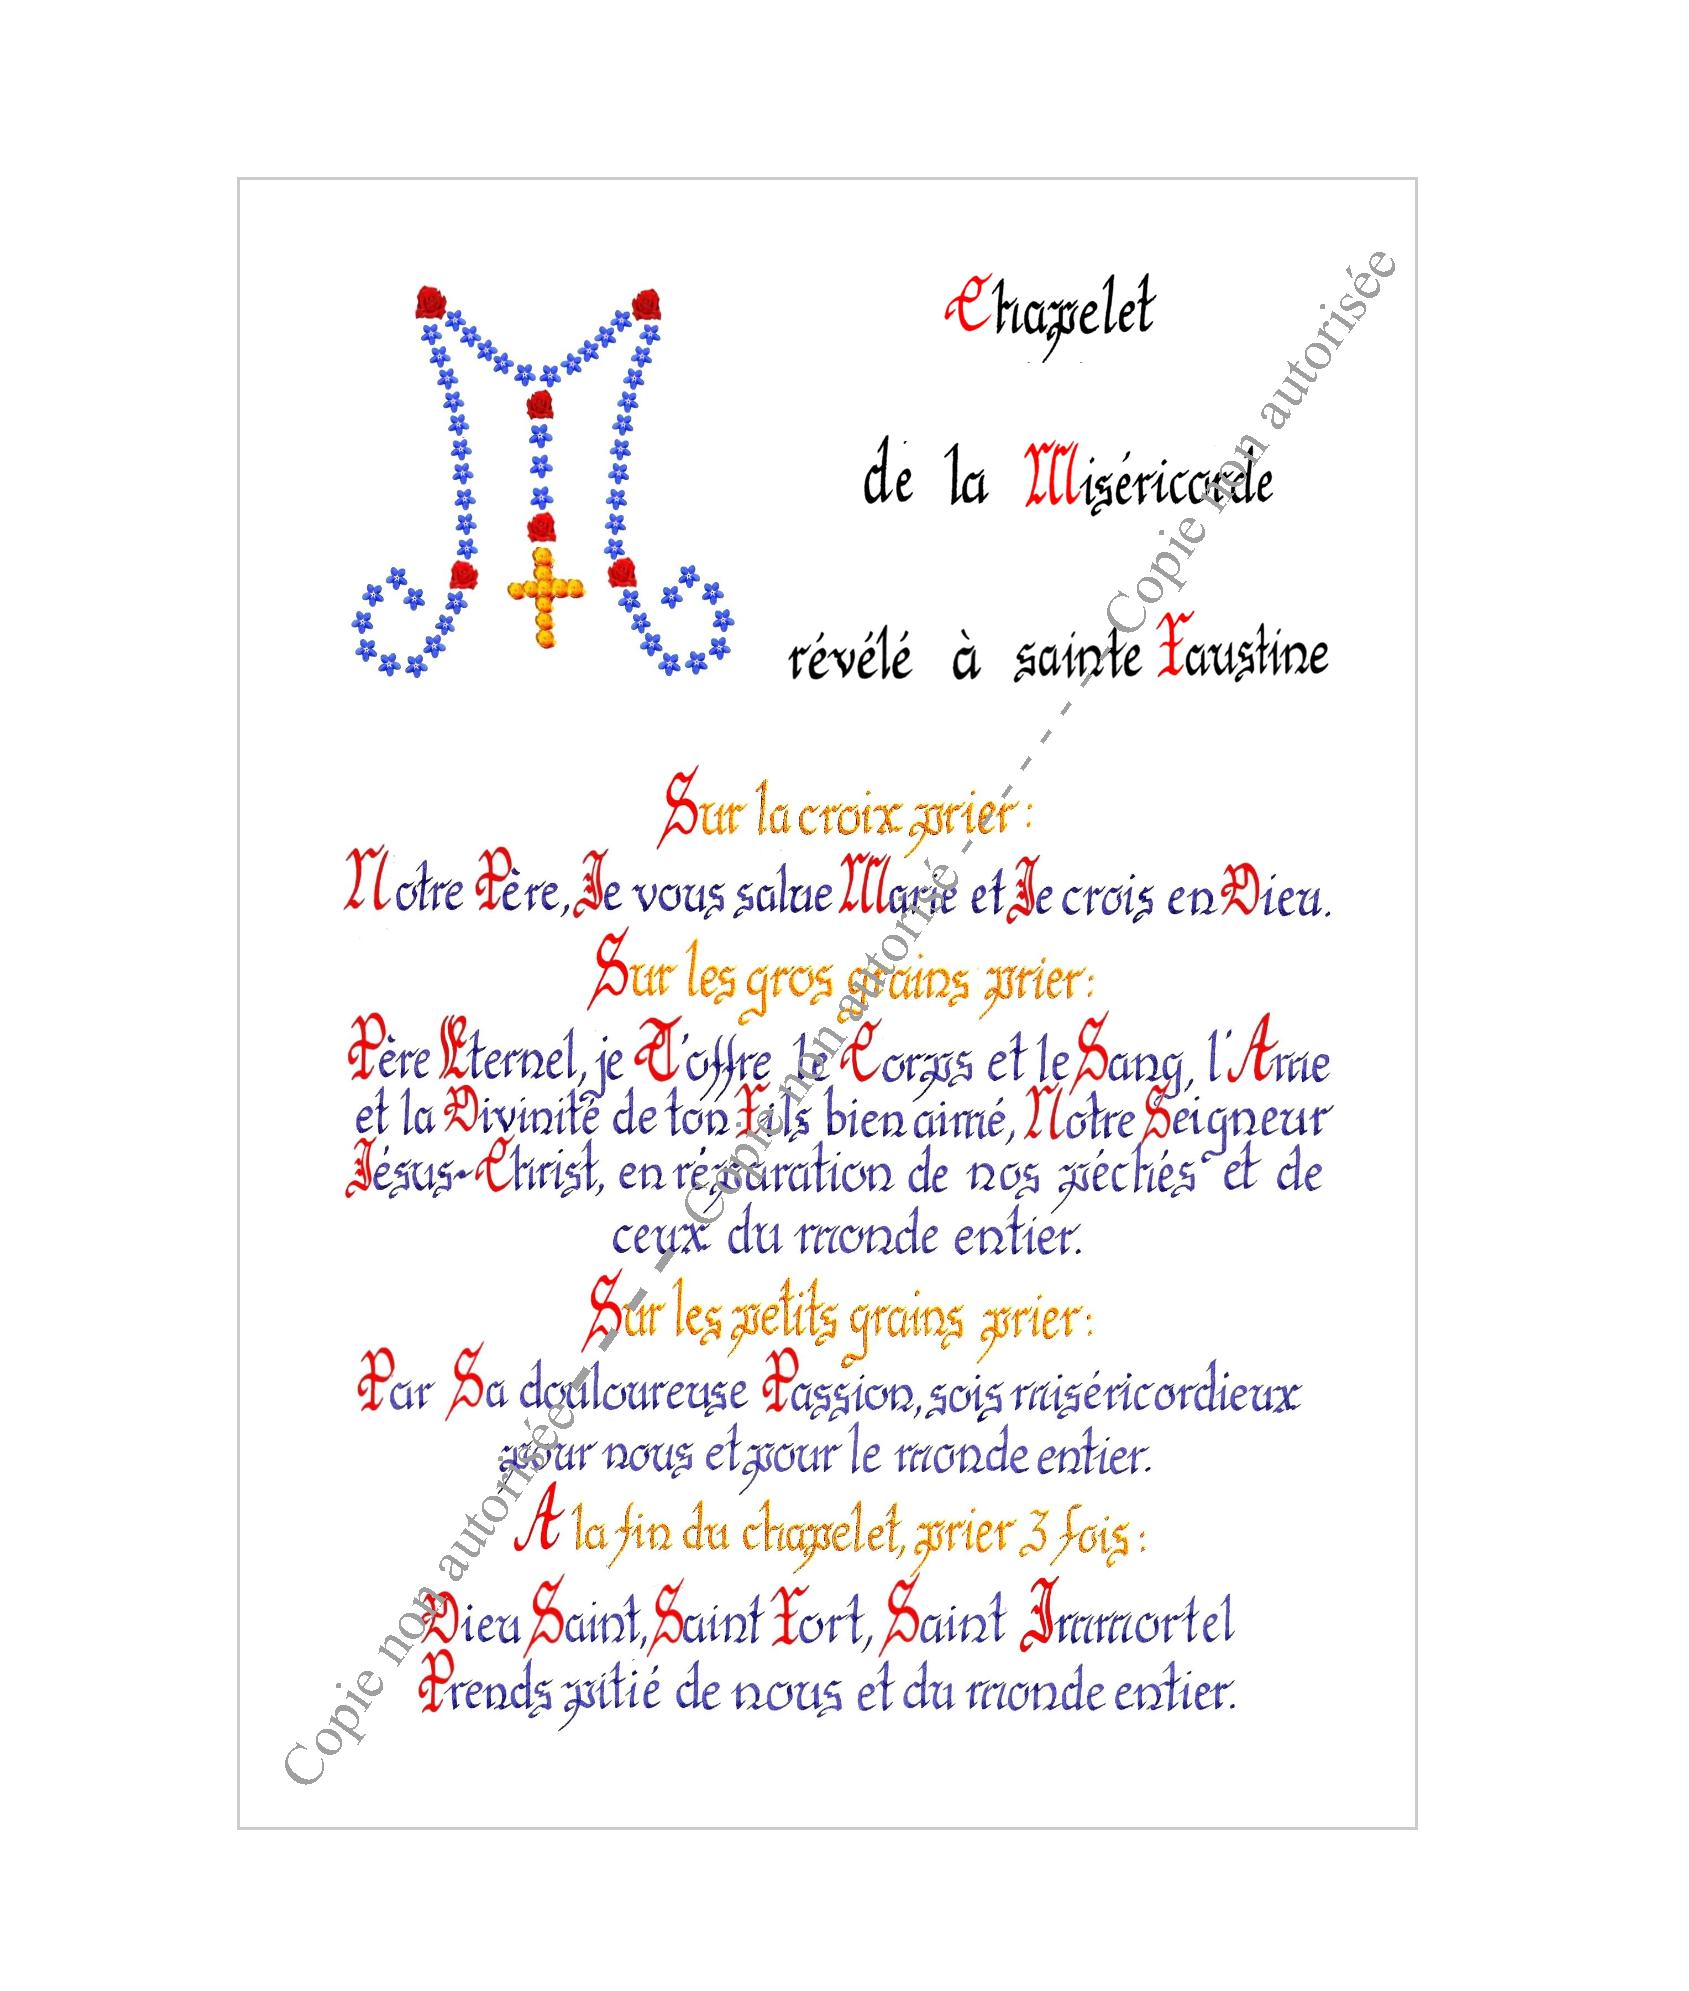 Chapelet
de la Miséricorde
révélé à sainte Faustine
Sur la croix prier :
Notre Père, Je vous salue Marie et Je crois en Dieu.
Sur les gros grains prier :
Père Eternel, je T'offre le Corps et le Sang, l'Ame
et la Divinité de ton Fils bien aimé, Notre Seigneur
Jésus-Christ, en réparation de nos péchés et de
ceux du monde entier.
Sur les petits grains prier :
Par Sa douloureuse Passion, sois miséricordieux
pour nous et pour le monde entier.
A la fin du chapelet, prier 3 fois :
Dieu Saint, Saint Fort, Saint Immortel
Prends pitié de nous et du monde entier.
Copie non autorisée - - - - Copie non autorisé - - - - - - Copie non autorisée